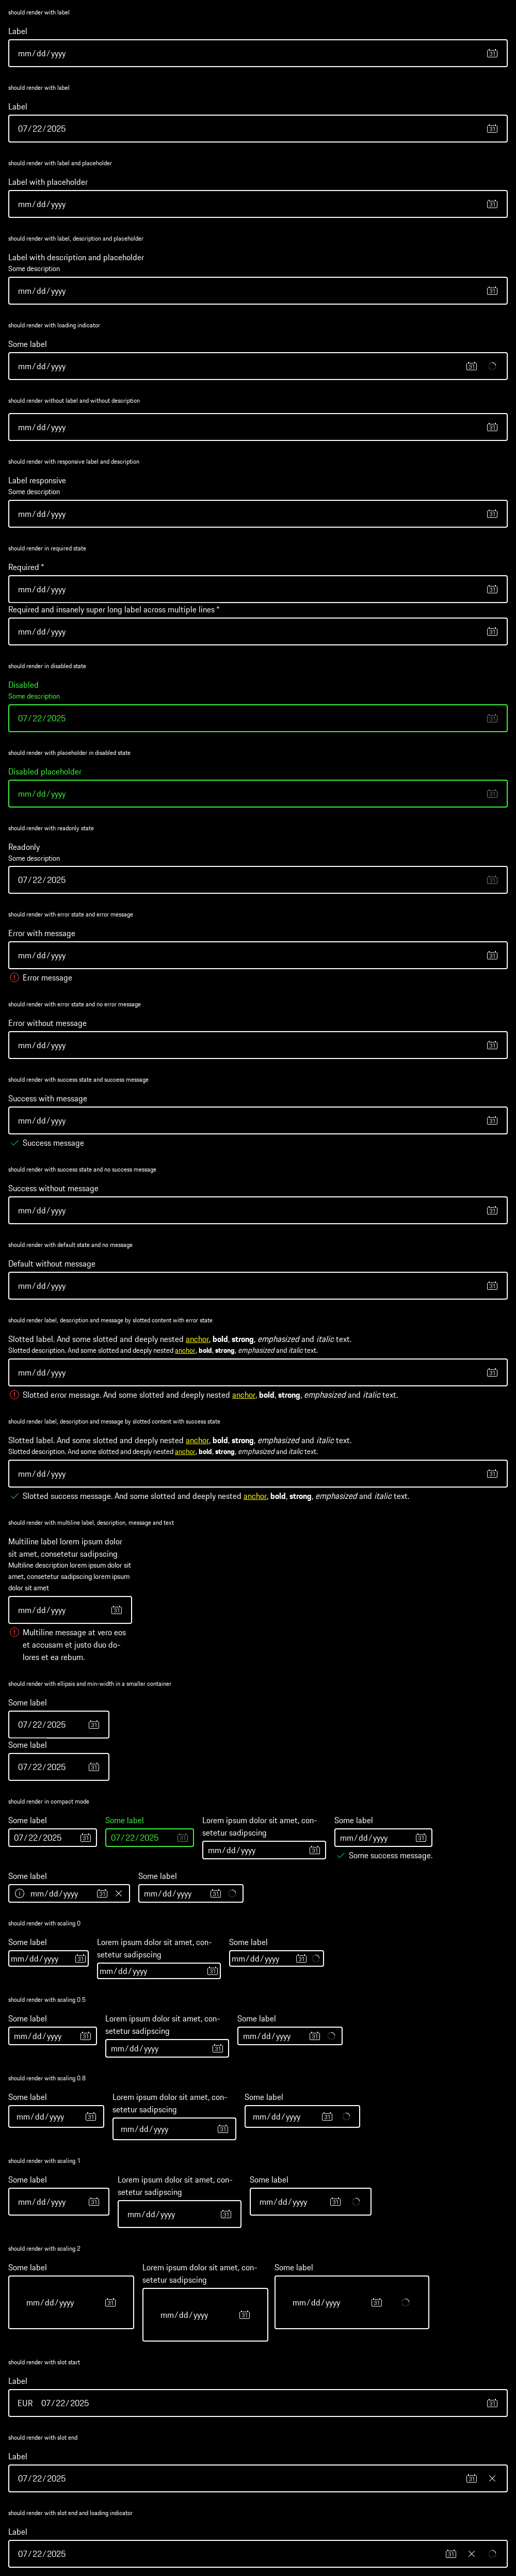 should render with label
Label
mm/dd/yyyy
should render with label
Label
07/22/2025
should render with label and placeholder
Label with placeholder
mm/dd/yyyy
should render with label, description and placeholder
Label with description and placeholder
Some description
mm/dd/yyyy
should render with loading indicator
Some label
mm/dd/yyyy
should render without label and without description
mm/dd/yyyy
should render with responsive label and description
Label responsive
Some description
mm/dd/yyyy
should render in required state
Required *
mm/dd/yyyy
Required and insanely super long label across multiple lines *
mm/dd/yyyy
should render in disabled state
Disabled
Some description
07/22/2025
should render with placeholder in disabled state
Disabled placeholder
mm/dd/yyyy
should render with readonly state
Readonly
Some description
07/22/2025
should render with error state and error message
Error with message
mm/dd/yyyy
Error message
should render with error state and no error message
Error without message
mm/dd/yyyy
should render with success state and success message
Success with message
mm/dd/yyyy
Success message
should render with success state and no success message
Success without message
mm/dd/yyyy
should render with default state and no message
Default without message
mm/dd/yyyy
should render label, description and message by slotted content with error state
Slotted label. And some slotted and deeply nested anchor, bold, strong, emphasized and italic text.
Slotted description. And some slotted and deeply nested anchor, bold, strong, emphasized and italic text.
mm/dd/yyyy
Slotted error message. And some slotted and deeply nested anchor, bold, strong, emphasized and italic text.
should render label, description and message by slotted content with success state
Slotted label. And some slotted and deeply nested anchor, bold, strong, emphasized and italic text.
Slotted description. And some slotted and deeply nested anchor, bold, strong, emphasized and italic text.
mm/dd/yyyy
Slotted success message. And some slotted and deeply nested anchor, bold, strong, emphasized and italic text.
should render with multiline label, description, message and text
Multiline label lorem ipsum dolor
sit amet, consetetur sadipscing
Multiline description lorem ipsum dolor sit
amet, consetetur sadipscing lorem ipsum
dolor sit amet
mm/dd/yyyy
Multiline message at vero eos
et accusam et justo duo do-
lores et ea rebum.
should render with ellipsis and min-width in a smaller container
Some label
07/22/2025
Some label
07/22/2025
should render in compact mode
Some label
07/22/2025
Some label
07/22/2025
Lorem ipsum dolor sit amet, con-
setetur sadipscing
mm/dd/yyyy
Some label
mm/dd/yyyy
Some success message.
Some label
mm/dd/yyyy
Some label
mm/dd/yyyy
should render with scaling 0
Some label
mm/dd/yyyy
Lorem ipsum dolor sit amet, con-
setetur sadipscing
mm/dd/yyyy
Some label
mm/dd/yyyy
should render with scaling 0.5
Some label
mm/dd/yyyy
Lorem ipsum dolor sit amet, con-
setetur sadipscing
mm/dd/yyyy
Some label
mm/dd/yyyy
should render with scaling 0.8
Some label
mm/dd/yyyy
Lorem ipsum dolor sit amet, con-
setetur sadipscing
mm/dd/yyyy
Some label
mm/dd/yyyy
should render with scaling 1
Some label
mm/dd/yyyy
Lorem ipsum dolor sit amet, con-
setetur sadipscing
mm/dd/yyyy
Some label
mm/dd/yyyy
should render with scaling 2
Some label
mm/dd/yyyy
Lorem ipsum dolor sit amet, con-
setetur sadipscing
mm/dd/yyyy
Some label
mm/dd/yyyy
should render with slot start
Label
EUR 07/22/2025
should render with slot end
Label
07/22/2025
should render with slot end and loading indicator
Label
07/22/2025